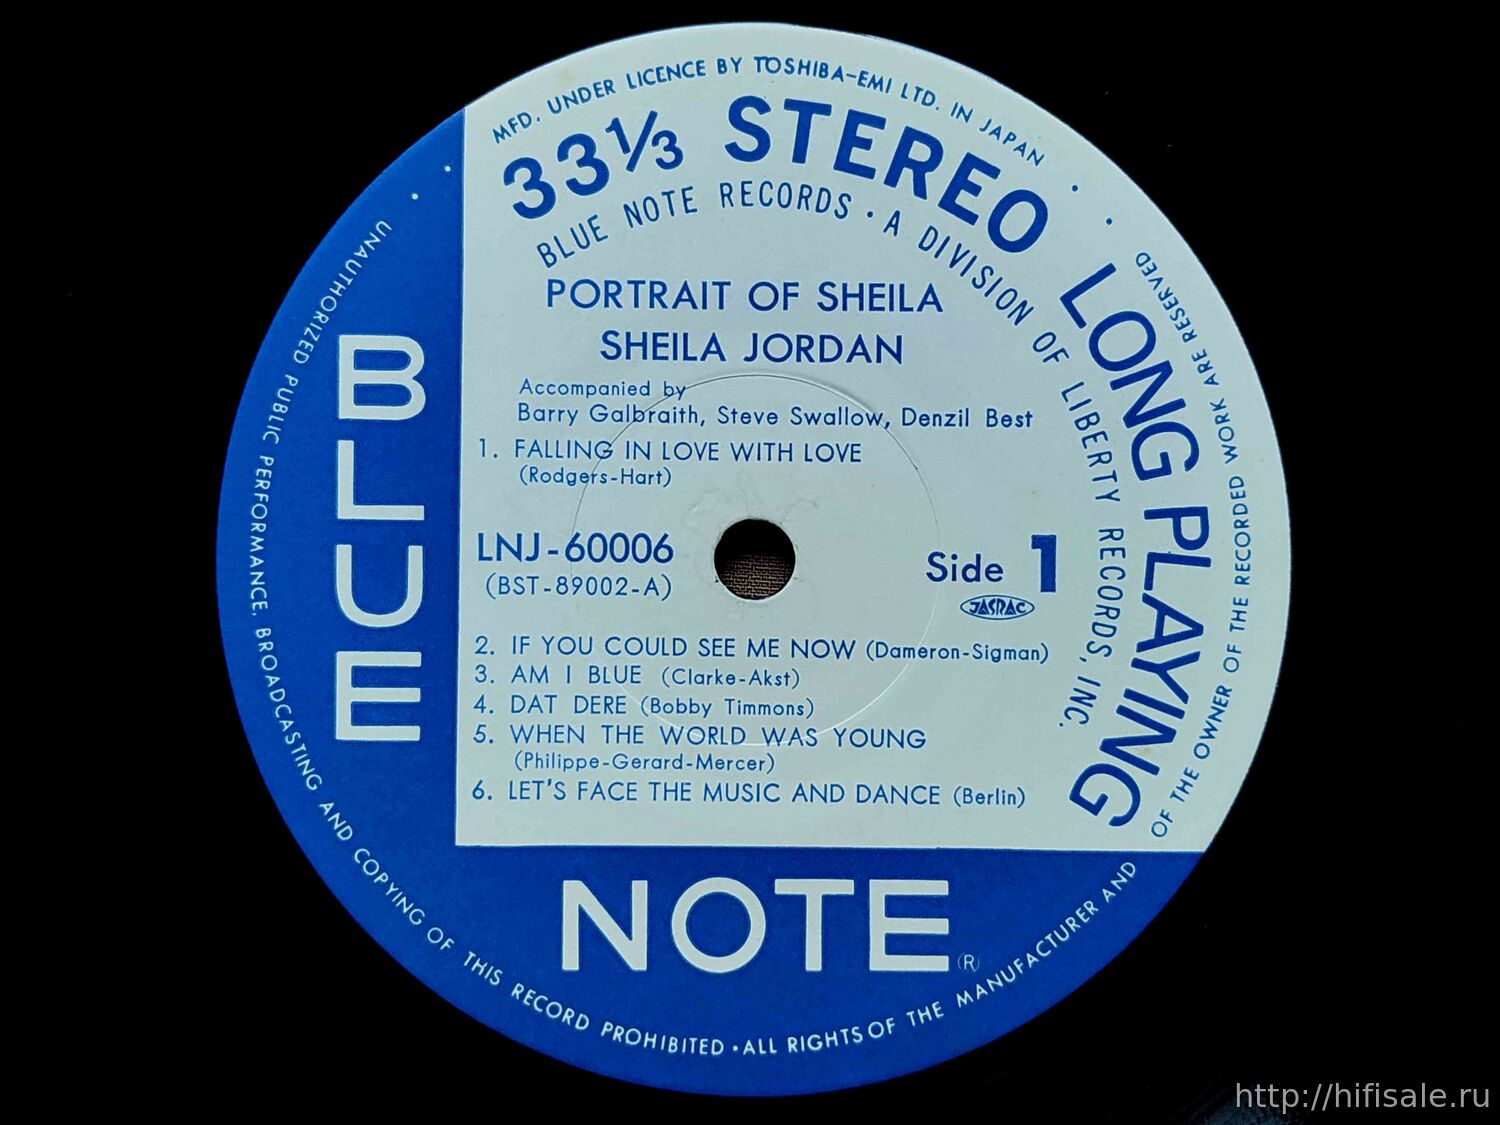 MFD. UNDER LICENCE BY TOSHIBA-EMI LTD. IN JAPAN
33⅓ STEREO LONG PLAYING
BLUE NOTE RECORDS · A DIVISION OF LIBERTY RECORDS, INC.
PORTRAIT OF SHEILA
SHEILA JORDAN
Accompanied by
Barry Galbraith, Steve Swallow, Denzil Best
1. FALLING IN LOVE WITH LOVE
(Rodgers-Hart)
LNJ-60006
(BST-89002-A)
Side 1
JASRAC
2. IF YOU COULD SEE ME NOW (Dameron-Sigman)
3. AM I BLUE (Clarke-Akst)
4. DAT DERE (Bobby Timmons)
5. WHEN THE WORLD WAS YOUNG
(Philippe-Gerard-Mercer)
6. LET'S FACE THE MUSIC AND DANCE (Berlin)
BLUE
NOTE
(R)
UNAUTHORIZED PUBLIC PERFORMANCE, BROADCASTING AND COPYING OF THIS RECORD PROHIBITED · ALL RIGHTS OF THE MANUFACTURER AND OF THE OWNER OF THE RECORDED WORK ARE RESERVED
http://hifisale.ru